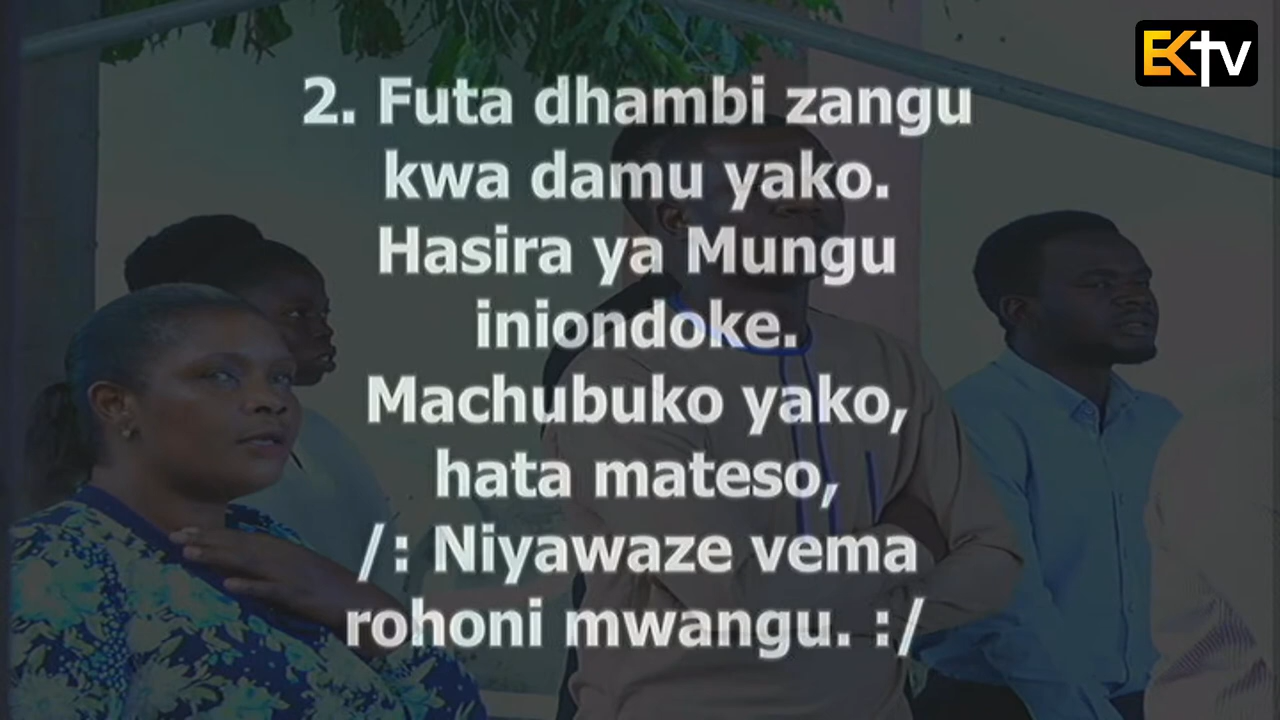 EKtv
2. Futa dhambi zangu
kwa damu yako.
Hasira ya Mungu
iniondoke.
Machubuko yako,
hata mateso,
/: Niyawaze vema
rohoni mwangu. :/